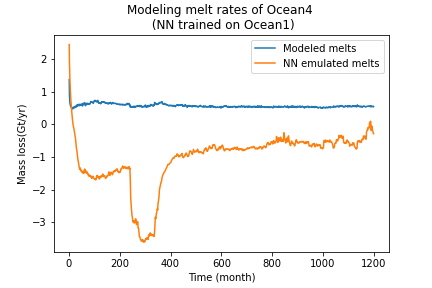 Modeling melt rates of Ocean4
(NN trained on Ocean1)
Modeled melts
NN emulated melts
Mass loss(Gt/yr)
2
1
0
−1
−2
−3
0
200
400
600
800
1000
1200
Time (month)